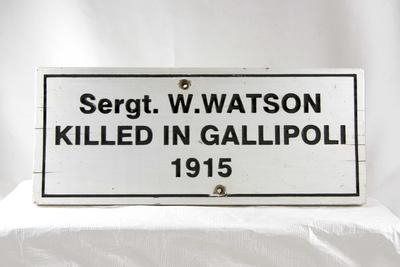 Sergt. W.WATSON
KILLED IN GALLIPOLI
1915